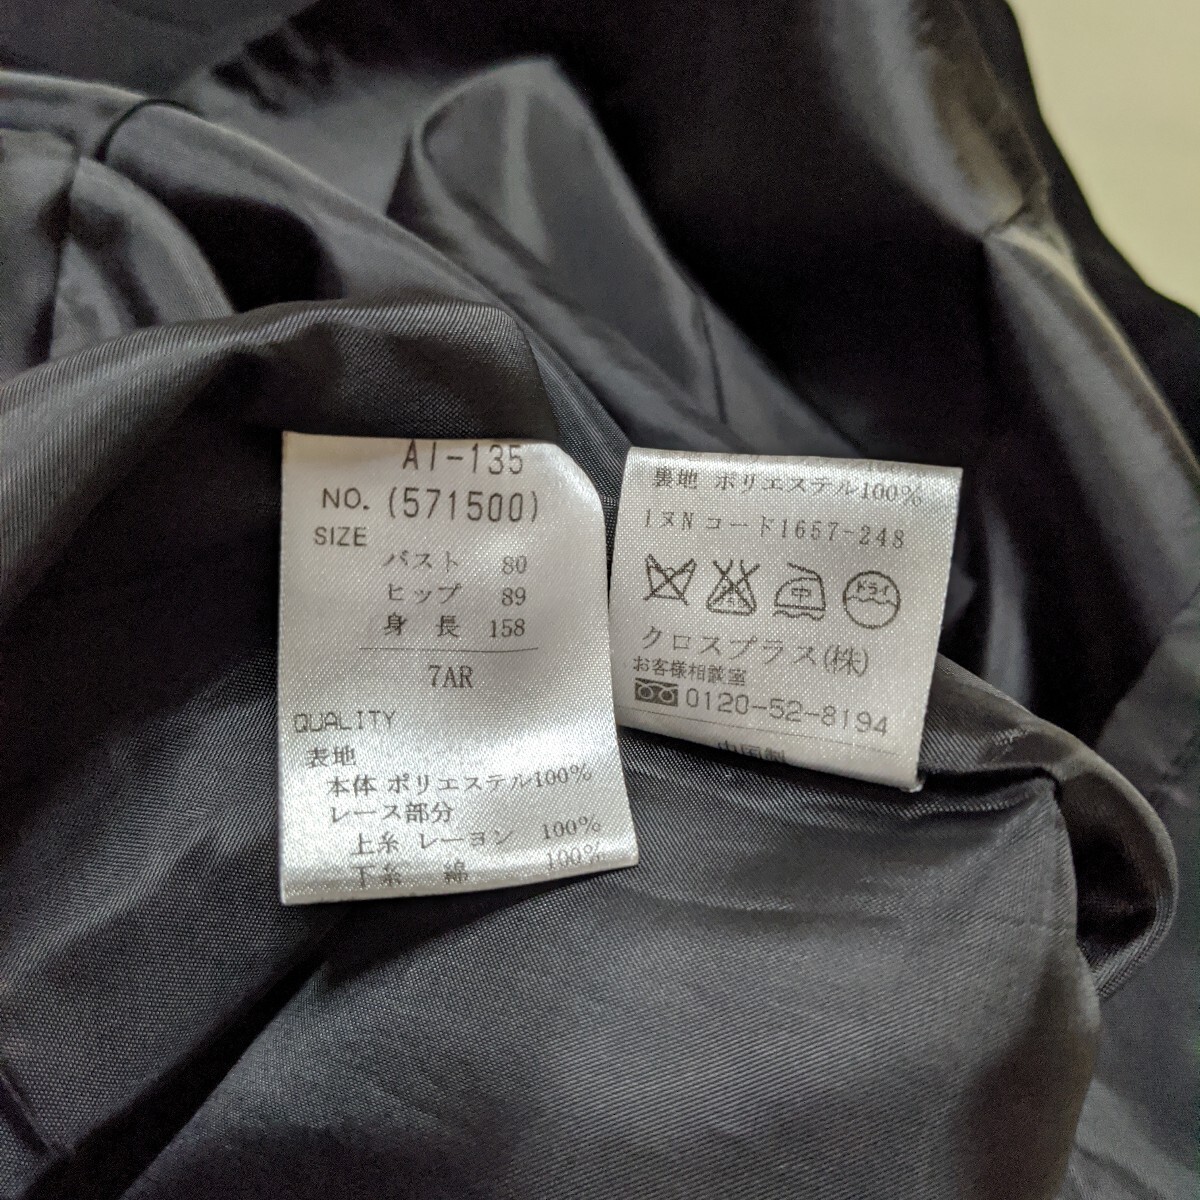 AI-135
NO. (571500)
SIZE
バスト 80
ヒップ 89
身長 158
7AR
QUALITY
表地
本体 ポリエステル100%
レース部分
上糸 レーヨン 100%
下糸 綿 100%
裏地 ポリエステル100%
1ヌNコード1657-248
中
ドライ
クロスプラス(株)
お客様相談室
0120-52-8194
中国製